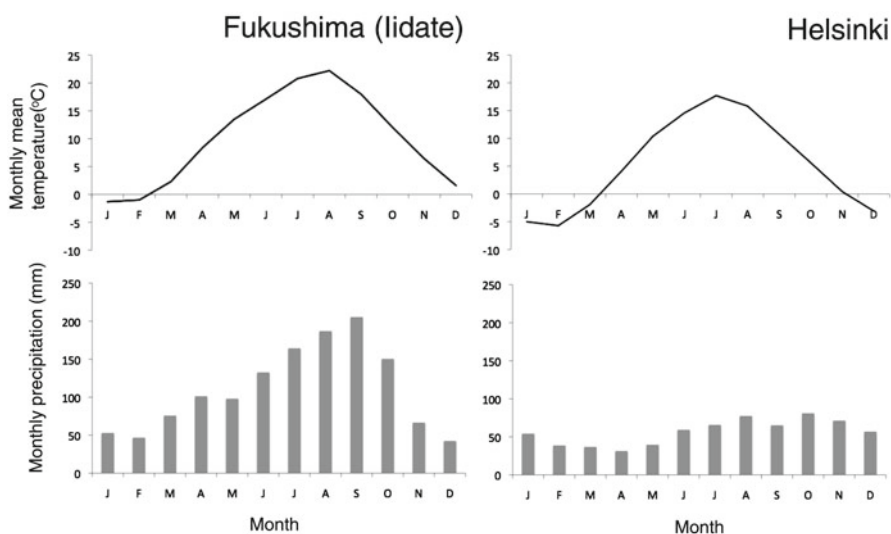 Fukushima (Iidate)
Helsinki
Monthly mean
temperature(°C)
25
20
15
10
5
0
-5
-10
J F M A M J J A S O N D
25
20
15
10
5
0
-5
-10
J F M A M J J A S O N D
Monthly precipitation (mm)
250
200
150
100
50
0
J F M A M J J A S O N D
Month
250
200
150
100
50
0
J F M A M J J A S O N D
Month